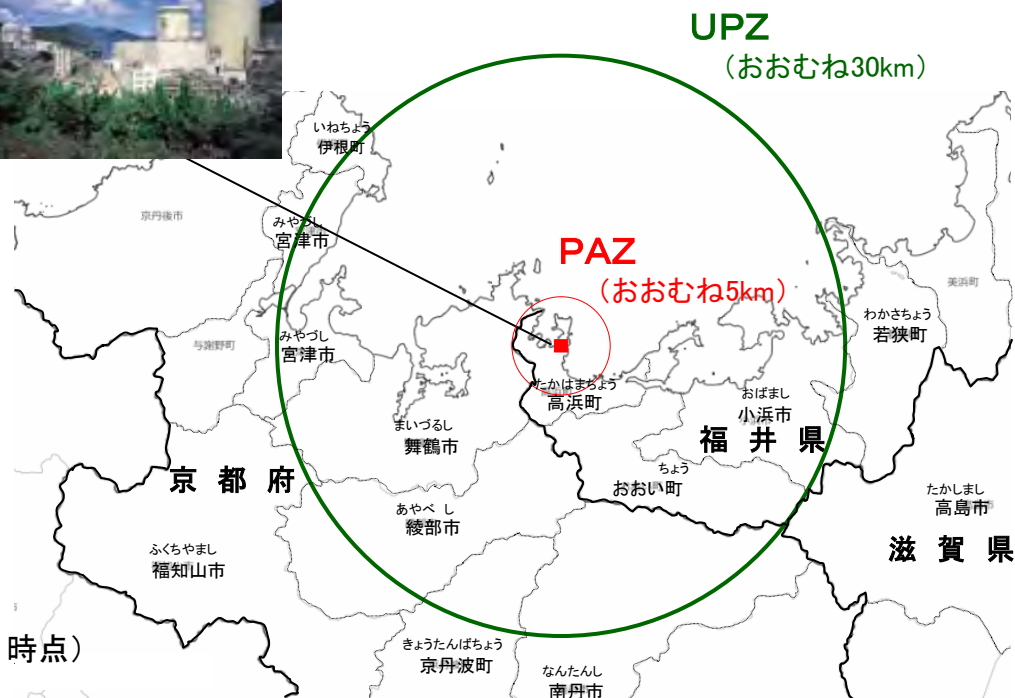 UPZ
（おおむね30km）
いねちょう
伊根町
京丹後市
みやづし
宮津市
PAZ
（おおむね5km）
美浜町
わかさちょう
若狭町
与謝野町
みやづし
宮津市
たかはまちょう
高浜町
おばまし
小浜市
まいづるし
舞鶴市
福井県
京都府
ちょう
おおい町
たかしまし
高島市
あやべ し
綾部市
滋賀県
ふくちやまし
福知山市
時点）
きょうたんばちょう
京丹波町
なんたんし
南丹市